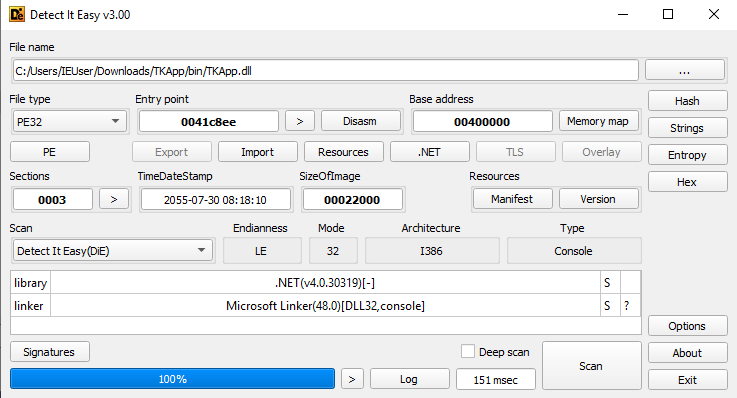 Detect It Easy v3.00
File name
C:/Users/IEUser/Downloads/TKApp/bin/TKApp.dll ...
File type Entry point Base address
PE32 0041c8ee > Disasm 00400000 Memory map Hash
PE Export Import Resources .NET TLS Overlay Strings
Sections TimeDateStamp SizeOfImage Resources Entropy
0003 > 2055-07-30 08:18:10 00022000 Manifest Version Hex
Scan Endianness Mode Architecture Type
Detect It Easy(DiE) LE 32 I386 Console
library .NET(v4.0.30319)[-] S
linker Microsoft Linker(48.0)[DLL32,console] S ?
Options
Signatures Deep scan Scan About
100% > Log 151 msec Exit